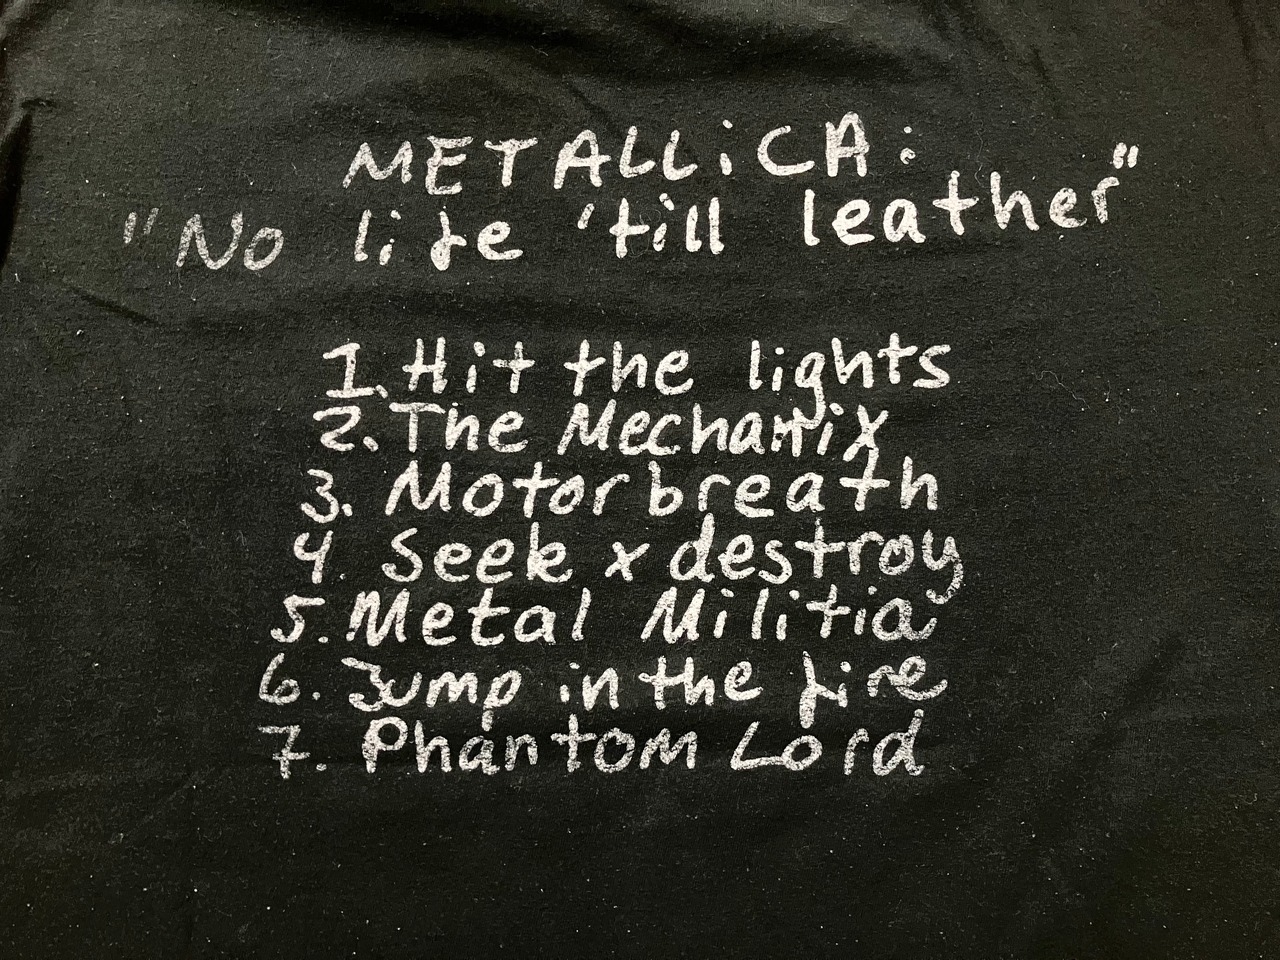 METALLiCA:
"No life 'till leather"
1. Hit the lights
2. The Mechanix
3. Motorbreath
4. Seek x destroy
5. Metal Militia
6. Jump in the fire
7. Phantom Lord